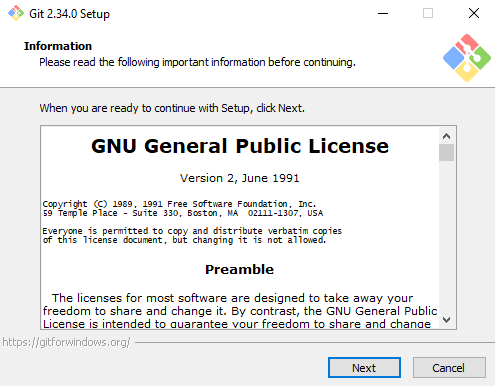 Git 2.34.0 Setup
Information
Please read the following important information before continuing.
When you are ready to continue with Setup, click Next.
GNU General Public License
Version 2, June 1991
Copyright (C) 1989, 1991 Free Software Foundation, Inc.
59 Temple Place - Suite 330, Boston, MA  02111-1307, USA
Everyone is permitted to copy and distribute verbatim copies
of this license document, but changing it is not allowed.
Preamble
The licenses for most software are designed to take away your
freedom to share and change it. By contrast, the GNU General Public
License is intended to guarantee your freedom to share and change
https://gitforwindows.org/
Next
Cancel